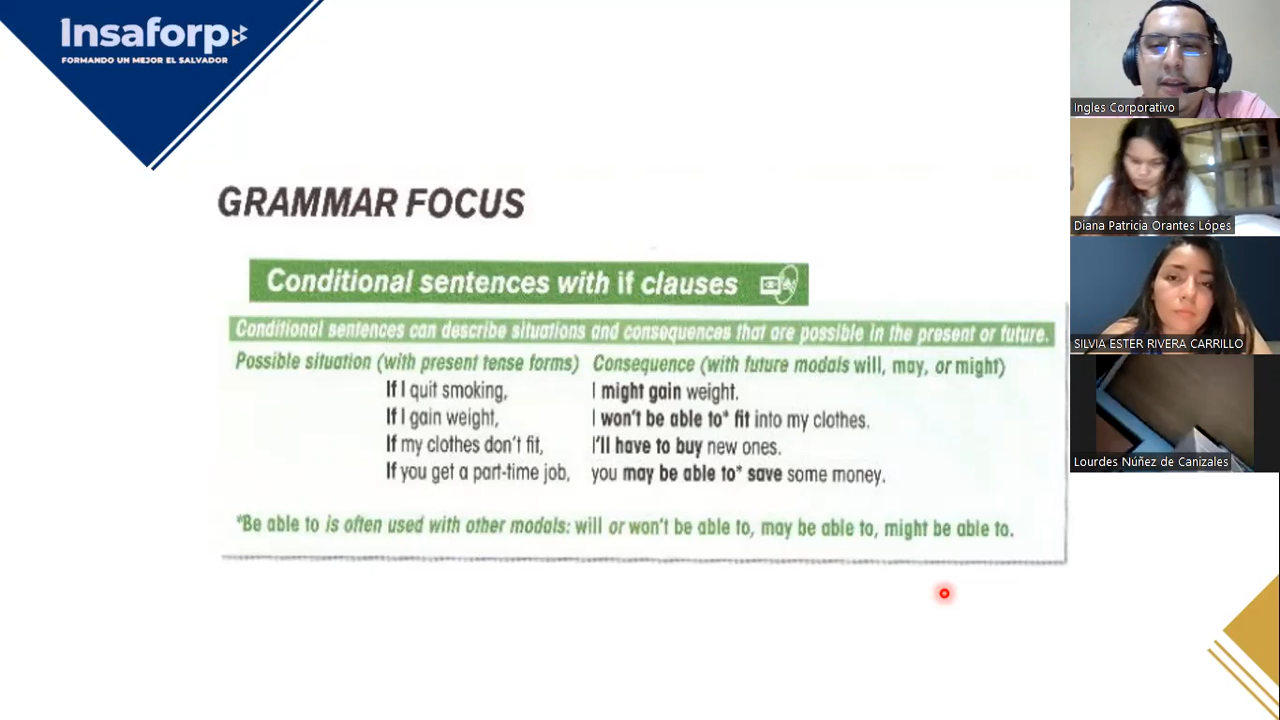 Insaforp
FORMANDO UN MEJOR EL SALVADOR
GRAMMAR FOCUS
Conditional sentences with if clauses
Conditional sentences can describe situations and consequences that are possible in the present or future.
Possible situation (with present tense forms) Consequence (with future modals will, may, or might)
If I quit smoking, I might gain weight.
If I gain weight, I won't be able to* fit into my clothes.
If my clothes don't fit, I'll have to buy new ones.
If you get a part-time job, you may be able to* save some money.
*Be able to is often used with other modals: will or won't be able to, may be able to, might be able to.
Ingles Corporativo
Diana Patricia Orantes Lópes
SILVIA ESTER RIVERA CARRILLO
Lourdes Núñez de Canizales